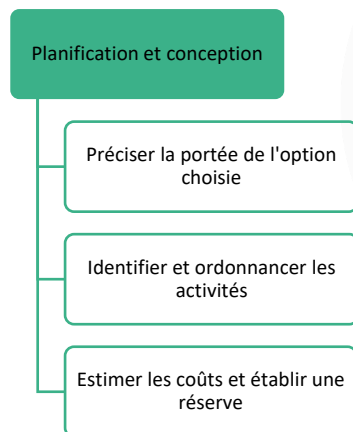 Planification et conception
Préciser la portée de l'option
choisie
Identifier et ordonnancer les
activités
Estimer les coûts et établir une
réserve